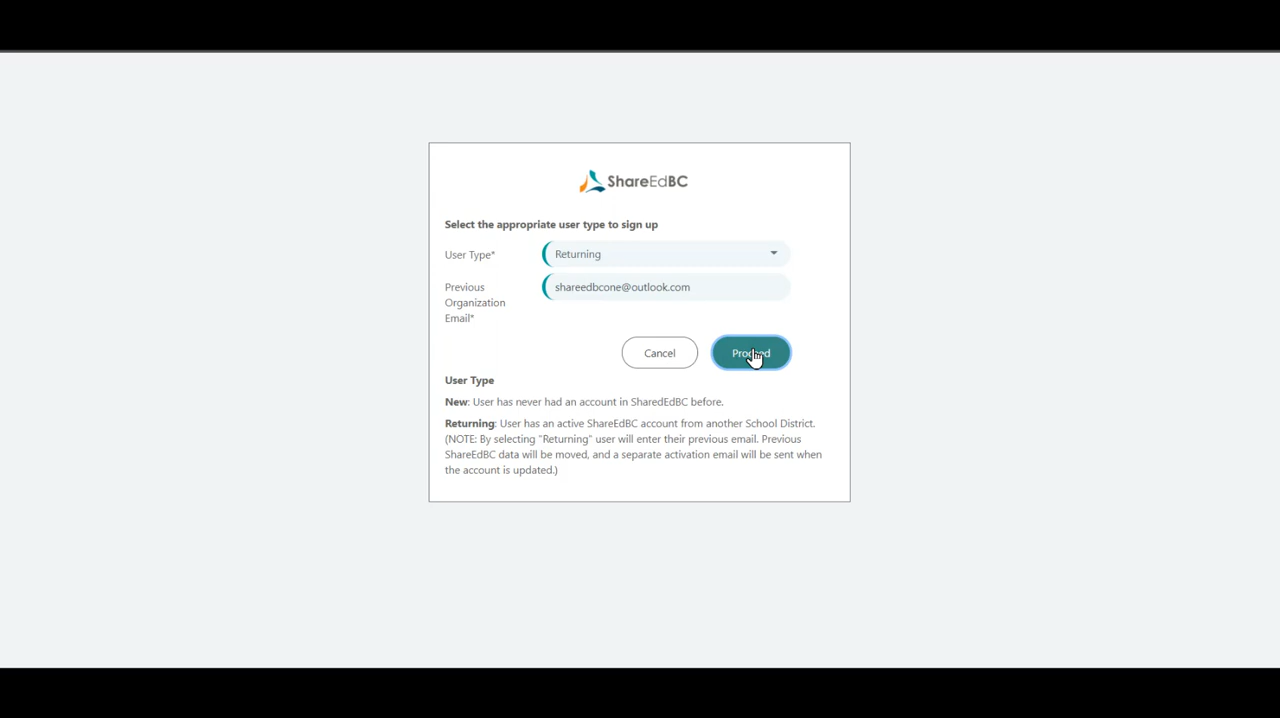 ShareEdBC
Select the appropriate user type to sign up
User Type*
Returning
Previous
Organization
Email*
shareedbcone@outlook.com
Cancel
Proceed
User Type
New: User has never had an account in SharedEdBC before.
Returning: User has an active ShareEdBC account from another School District.
(NOTE: By selecting "Returning" user will enter their previous email. Previous
ShareEdBC data will be moved, and a separate activation email will be sent when
the account is updated.)